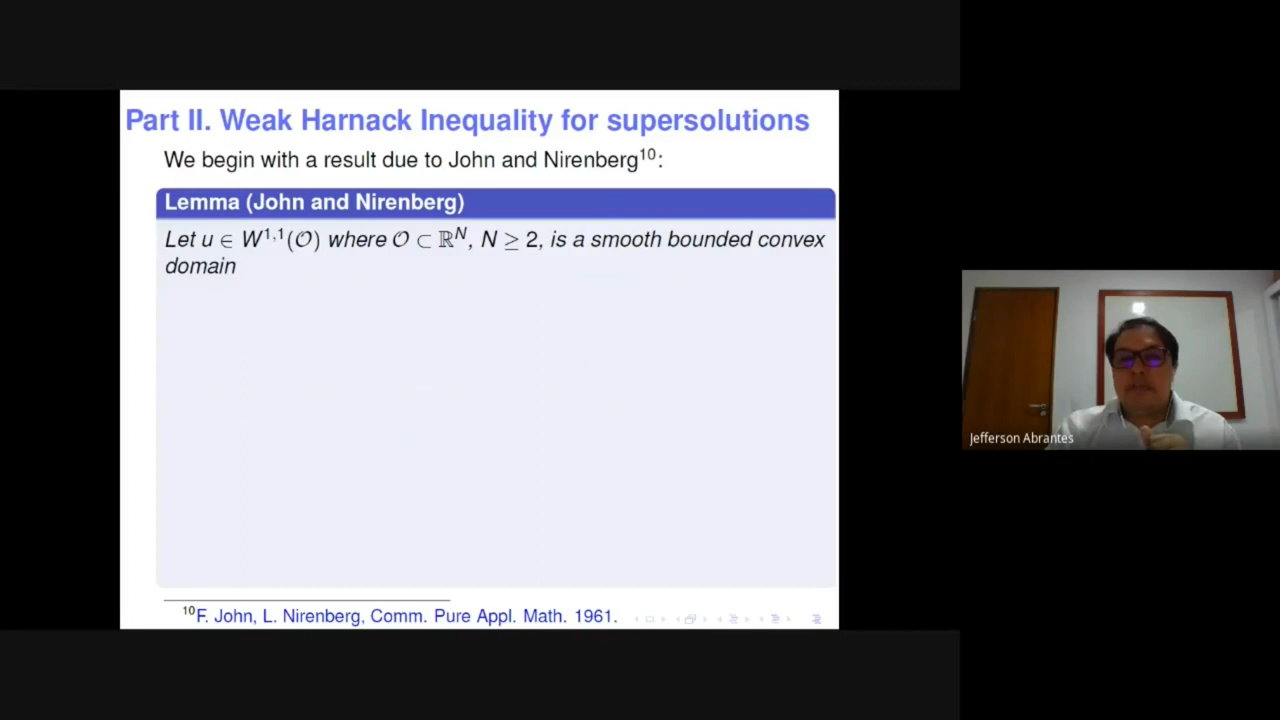 Part II. Weak Harnack Inequality for supersolutions
We begin with a result due to John and Nirenberg¹⁰:
Lemma (John and Nirenberg)
Let u ∈ W¹,¹(𝒪) where 𝒪 ⊂ ℝᴺ, N ≥ 2, is a smooth bounded convex
domain
Jefferson Abrantes
¹⁰F. John, L. Nirenberg, Comm. Pure Appl. Math. 1961.